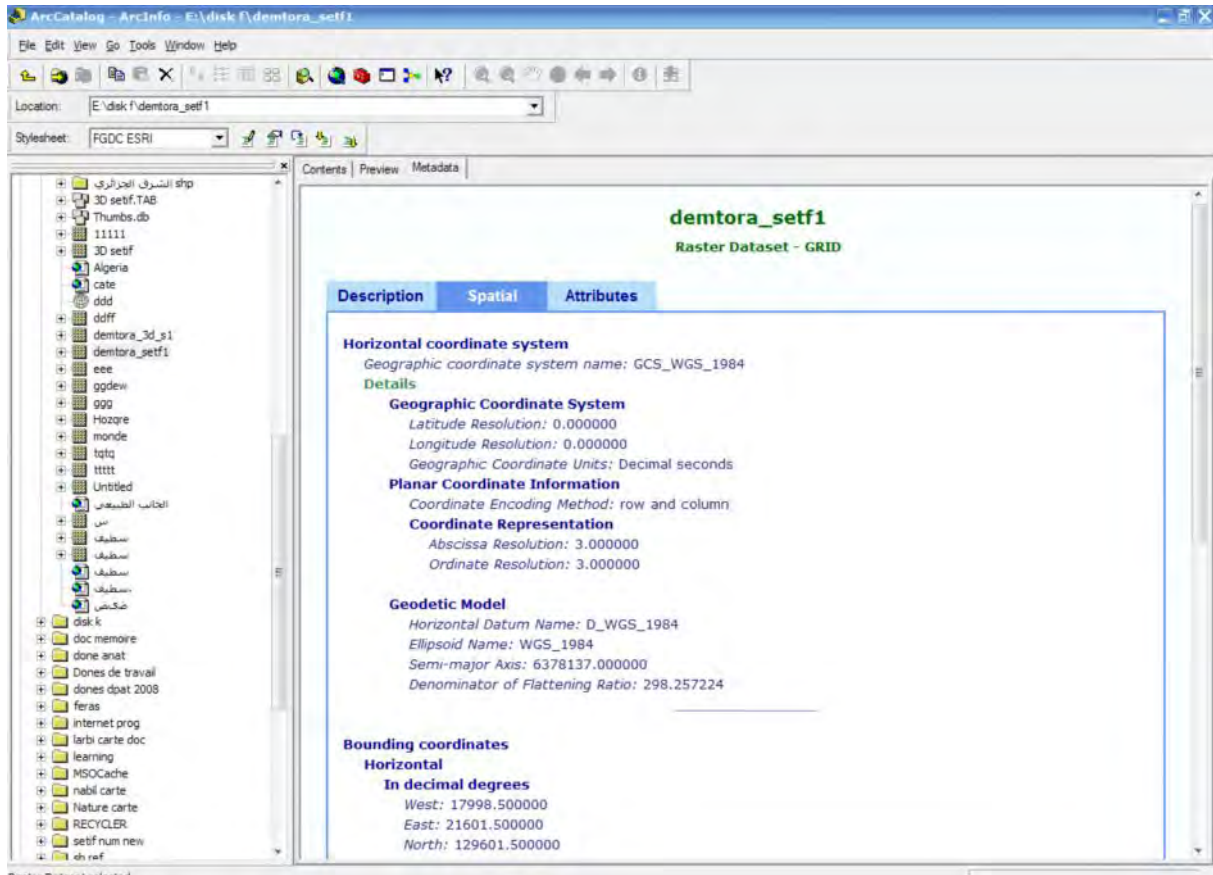 ArcCatalog - ArcInfo - E:\disk f\demtora_setf1
File Edit View Go Tools Window Help
Location: E:\disk f\demtora_setf1
Stylesheet: FGDC ESRI
Contents Preview Metadata
الشرق الجزائري shp
3D setif.TAB
Thumbs.db
11111
3D setif
Algeria
cate
ddd
ddff
demtora_3d_s1
demtora_setf1
eee
ggdew
ggg
Hozqre
monde
tqtq
ttttt
Untitled
الجانب الطبيعي
س
سطيف
سطيف
سطيف
سطيف،
disk k
doc memoire
done anat
Dones de travail
dones dpat 2008
feras
internet prog
larbi carte doc
learning
MSOCache
nabil carte
Nature carte
RECYCLER
setif num new
sh ref
demtora_setf1
Raster Dataset - GRID
Description Spatial Attributes
Horizontal coordinate system
Geographic coordinate system name: GCS_WGS_1984
Details
Geographic Coordinate System
Latitude Resolution: 0.000000
Longitude Resolution: 0.000000
Geographic Coordinate Units: Decimal seconds
Planar Coordinate Information
Coordinate Encoding Method: row and column
Coordinate Representation
Abscissa Resolution: 3.000000
Ordinate Resolution: 3.000000
Geodetic Model
Horizontal Datum Name: D_WGS_1984
Ellipsoid Name: WGS_1984
Semi-major Axis: 6378137.000000
Denominator of Flattening Ratio: 298.257224
Bounding coordinates
Horizontal
In decimal degrees
West: 17998.500000
East: 21601.500000
North: 129601.500000